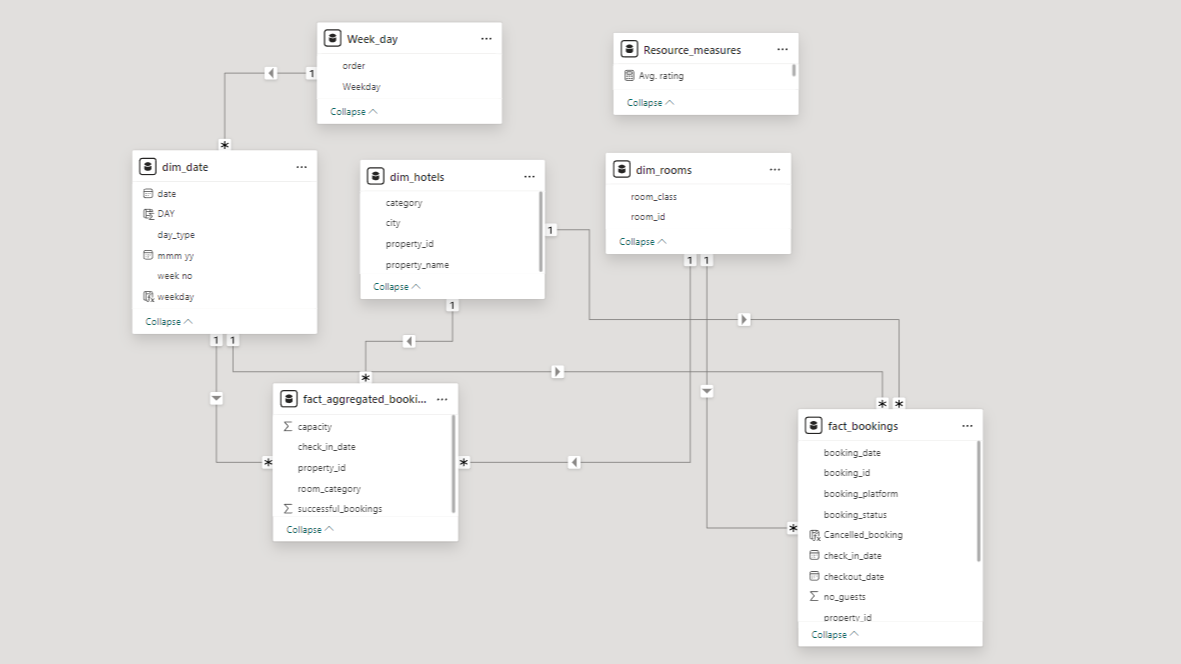 Week_day
order
Weekday
Collapse
Resource_measures
Avg. rating
Collapse
dim_date
date
DAY
day_type
mmm yy
week no
weekday
Collapse
dim_hotels
category
city
property_id
property_name
Collapse
dim_rooms
room_class
room_id
Collapse
fact_aggregated_booki...
capacity
check_in_date
property_id
room_category
successful_bookings
Collapse
fact_bookings
booking_date
booking_id
booking_platform
booking_status
Cancelled_booking
check_in_date
checkout_date
no_guests
property_id
Collapse
1
*
1
1
1
1
1
1
*
*
*
*
*
*